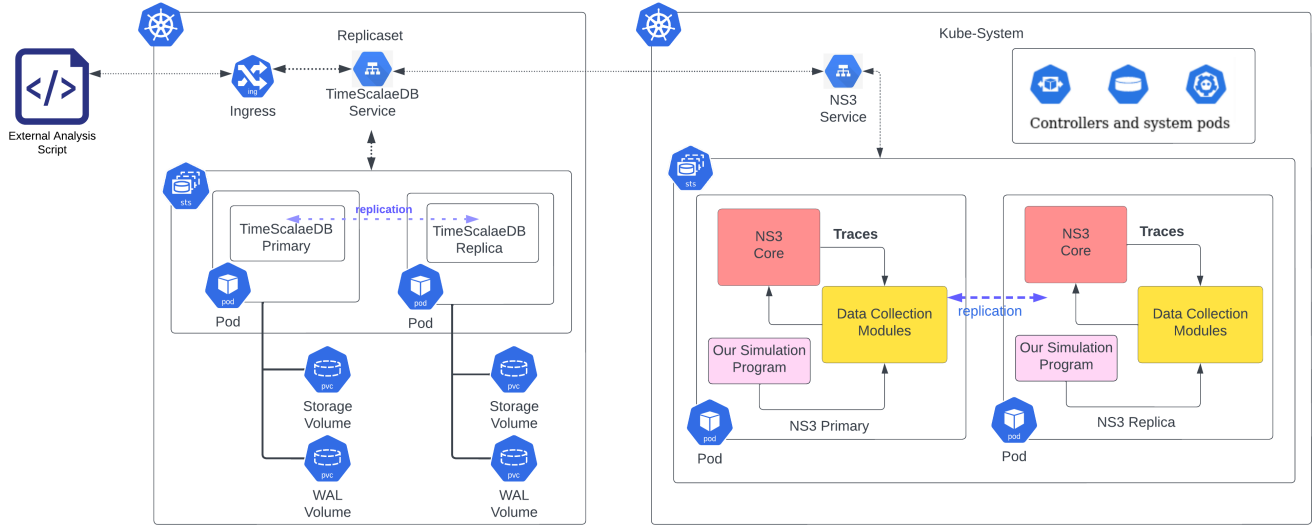 Replicaset
Kube-System
External Analysis
Script
ing
Ingress
TimeScalaeDB
Service
NS3
Service
Controllers and system pods
sts
TimeScalaeDB
Primary
replication
TimeScalaeDB
Replica
pod
Pod
pod
Pod
pvc
Storage
Volume
pvc
Storage
Volume
pvc
WAL
Volume
pvc
WAL
Volume
sts
NS3
Core
Traces
Data Collection
Modules
Our Simulation
Program
NS3 Primary
pod
Pod
replication
NS3
Core
Traces
Data Collection
Modules
Our Simulation
Program
NS3 Replica
pod
Pod